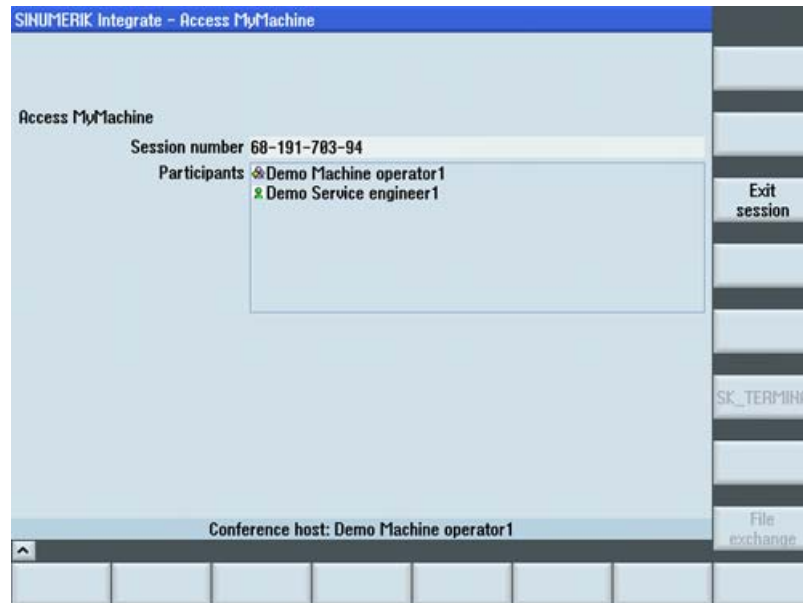 SINUMERIK Integrate - Access MyMachine
Access MyMachine
Session number 68-191-703-94
Participants Demo Machine operator1
Demo Service engineer1
Exit
session
SK_TERMINA
File
exchange
Conference host: Demo Machine operator1